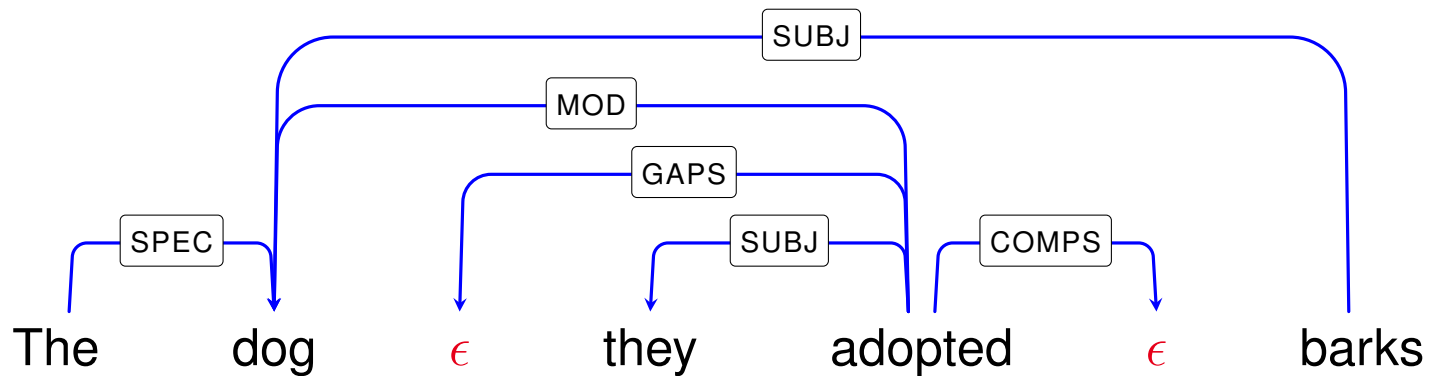 SUBJ
MOD
GAPS
SPEC SUBJ COMPS
The dog ϵ they adopted ϵ barks